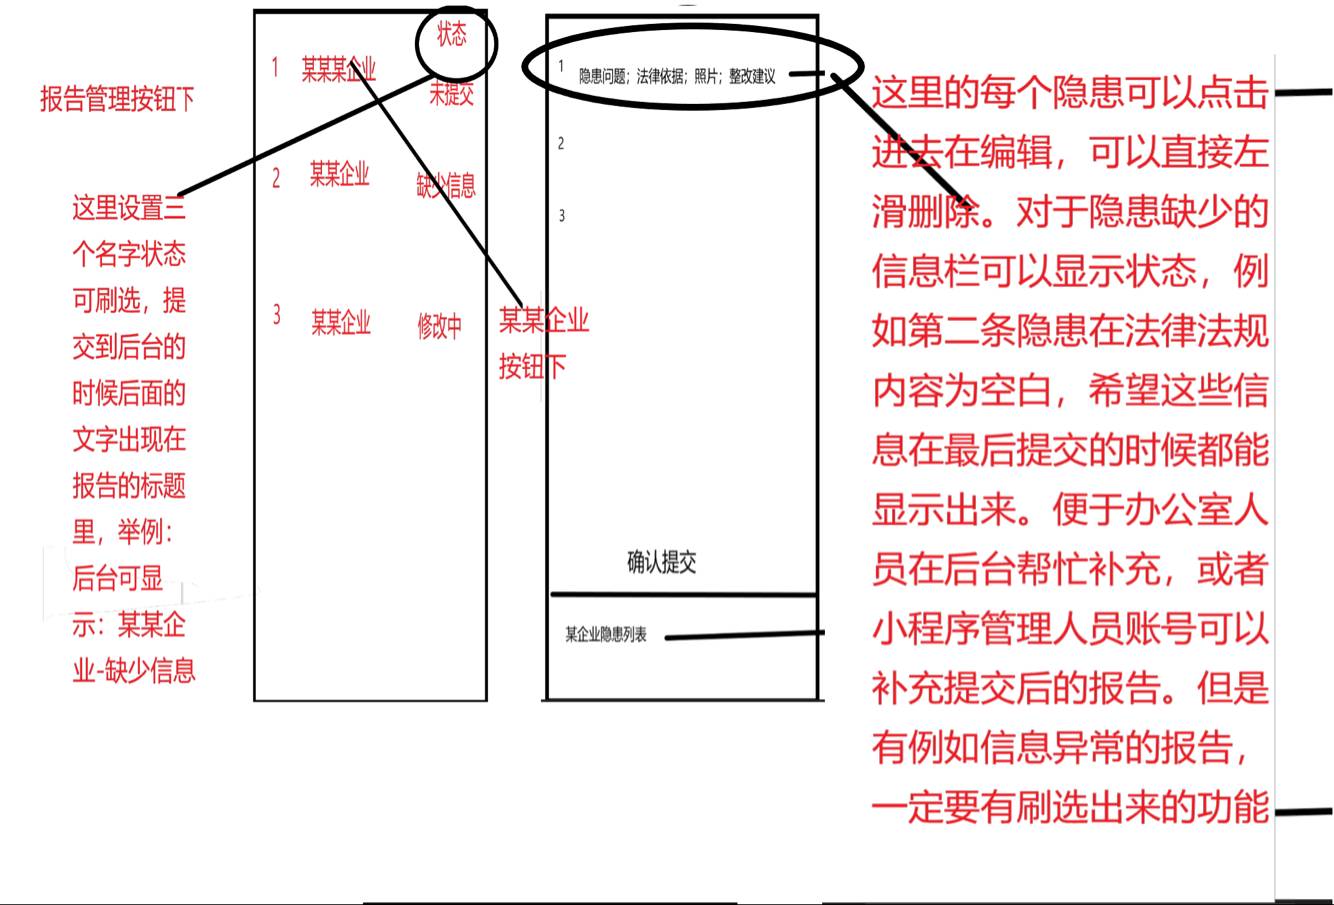 报告管理按钮下
这里设置三
个名字状态
可刷选，提
交到后台的
时候后面的
文字出现在
报告的标题
里，举例：
后台可显
示：某某企
业-缺少信息
状态
1 某某某企业
未提交
2 某某企业 缺少信息
3 某某企业 修改中
某某企业
按钮下
1 隐患问题；法律依据；照片；整改建议
2
3
确认提交
某企业隐患列表
这里的每个隐患可以点击
进去在编辑，可以直接左
滑删除。对于隐患缺少的
信息栏可以显示状态，例
如第二条隐患在法律法规
内容为空白，希望这些信
息在最后提交的时候都能
显示出来。便于办公室人
员在后台帮忙补充，或者
小程序管理人员账号可以
补充提交后的报告。但是
有例如信息异常的报告，
一定要有刷选出来的功能